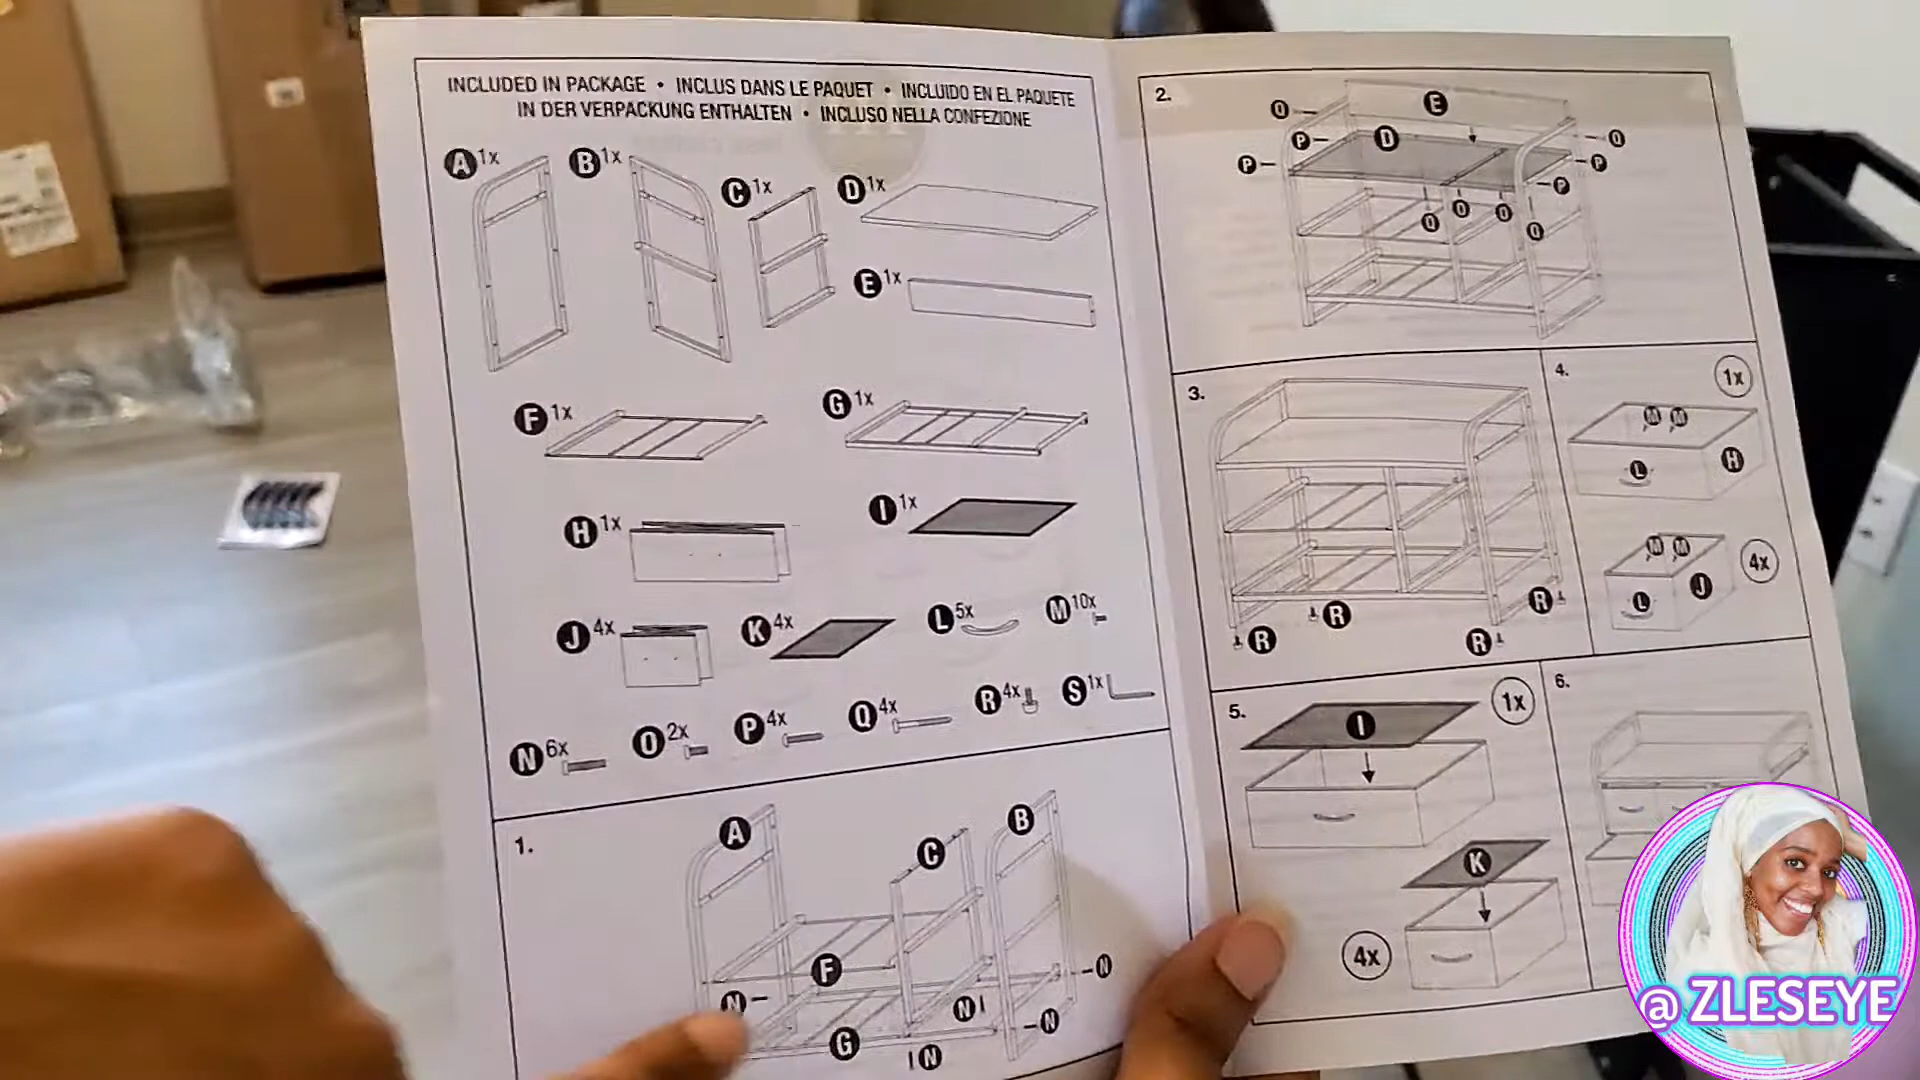 INCLUDED IN PACKAGE • INCLUS DANS LE PAQUET • INCLUIDO EN EL PAQUETE
IN DER VERPACKUNG ENTHALTEN • INCLUSO NELLA CONFEZIONE
A 1x B 1x C 1x D 1x
E 1x
F 1x G 1x
H 1x I 1x
J 4x K 4x L 5x M 10x
N 6x O 2x P 4x Q 4x R 4x S 1x
1.
A C B
F
N N N
G N N
2.
O E O
P D P
P P
Q Q Q Q
3.
R R R R
4.
1x
M M
L H
M M
4x
L J
5.
I 1x
K
4x
6.
@ ZLESEYE